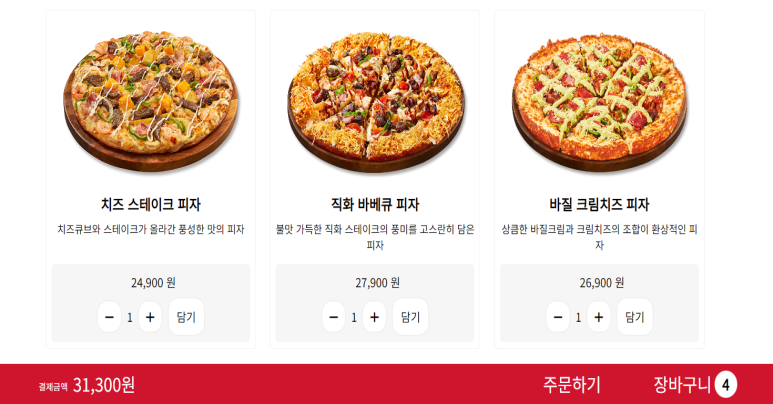 치즈 스테이크 피자
치즈큐브와 스테이크가 올라간 풍성한 맛의 피자
24,900 원
− 1 + 담기
직화 바베큐 피자
불맛 가득한 직화 스테이크의 풍미를 고스란히 담은
피자
27,900 원
− 1 + 담기
바질 크림치즈 피자
상큼한 바질크림과 크림치즈의 조합이 환상적인 피
자
26,900 원
− 1 + 담기
결제금액 31,300원
주문하기
장바구니 4